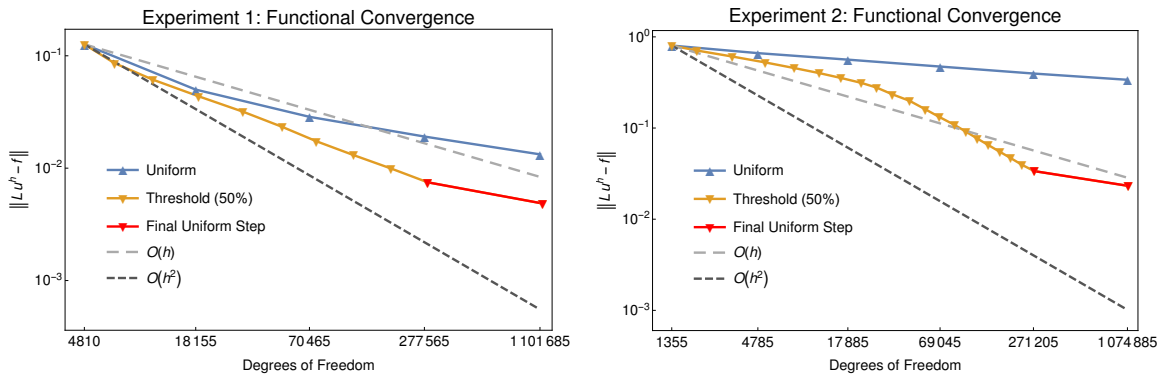 Experiment 1: Functional Convergence
10^-1
10^-2
10^-3
‖L u^h - f‖
Uniform
Threshold (50%)
Final Uniform Step
O(h)
O(h^2)
4810 18 155 70 465 277 565 1 101 685
Degrees of Freedom
Experiment 2: Functional Convergence
10^0
10^-1
10^-2
10^-3
‖L u^h - f‖
Uniform
Threshold (50%)
Final Uniform Step
O(h)
O(h^2)
1355 4785 17 885 69 045 271 205 1 074 885
Degrees of Freedom